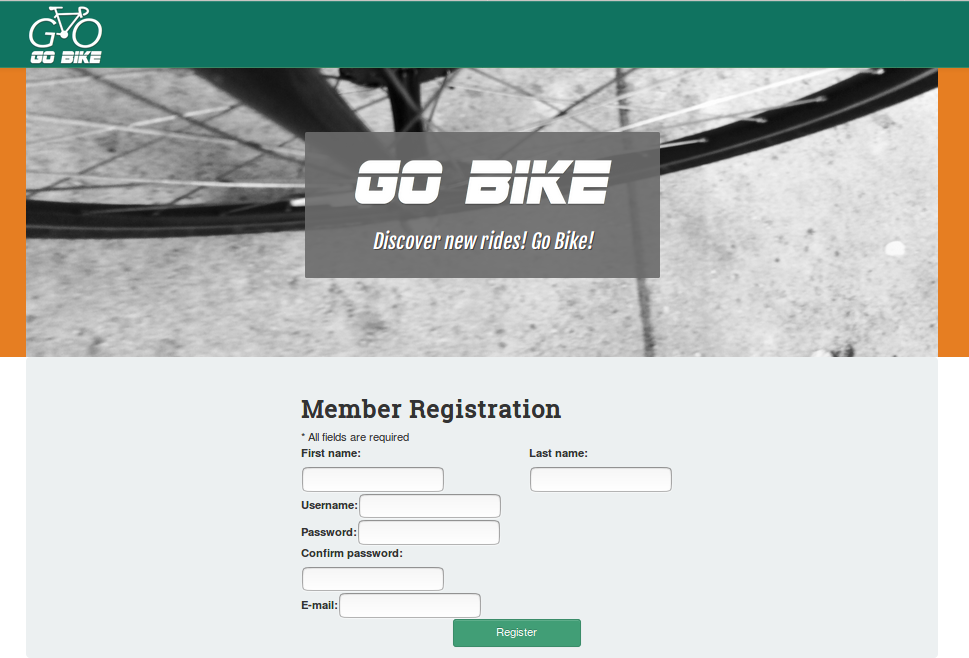 GO
GO BIKE
GO BIKE
Discover new rides! Go Bike!
Member Registration
* All fields are required
First name: Last name:
Username:
Password:
Confirm password:
E-mail:
Register